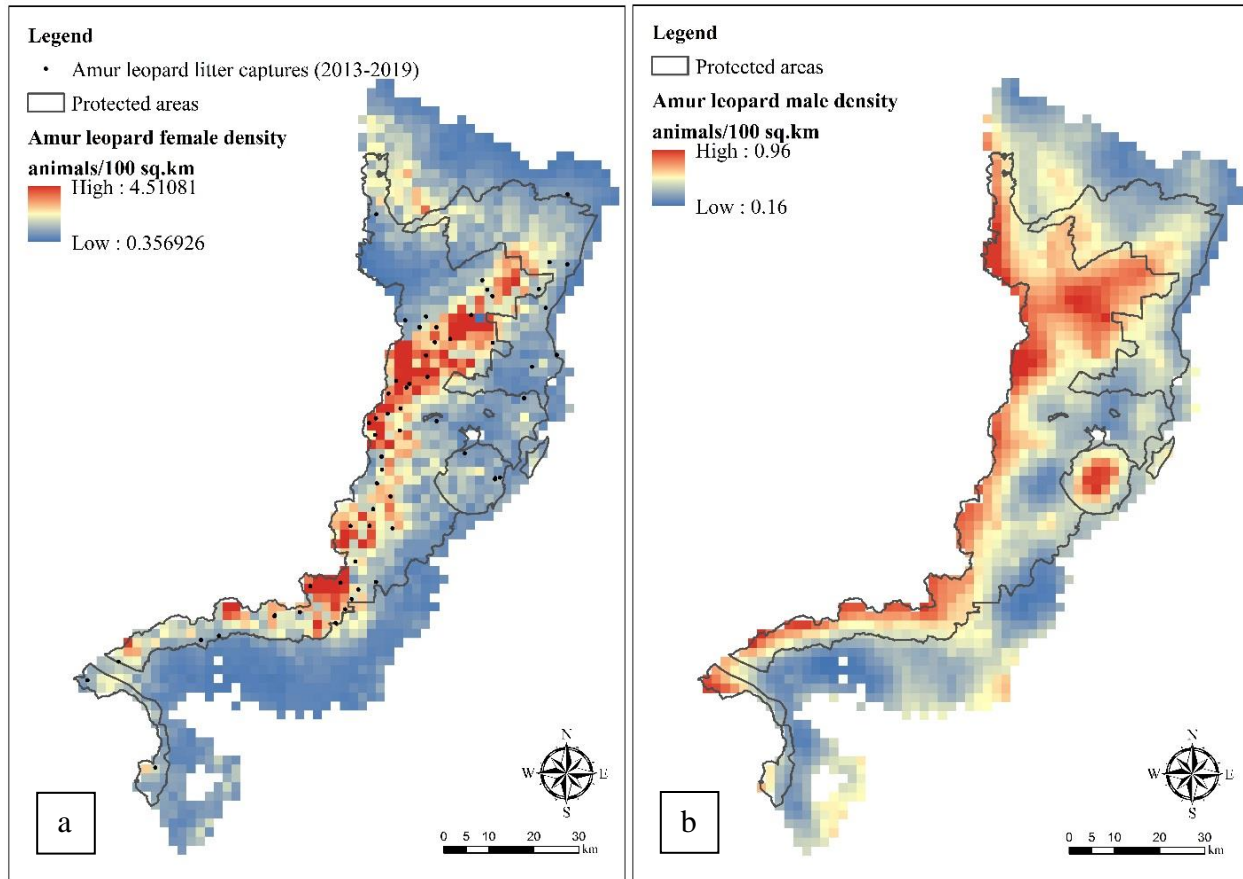 Legend
Amur leopard litter captures (2013-2019)
Protected areas
Amur leopard female density
animals/100 sq.km
High : 4.51081
Low : 0.356926
N
W E
S
0 5 10 20 30
km
a
Legend
Protected areas
Amur leopard male density
animals/100 sq.km
High : 0.96
Low : 0.16
N
W E
S
0 5 10 20 30
km
b